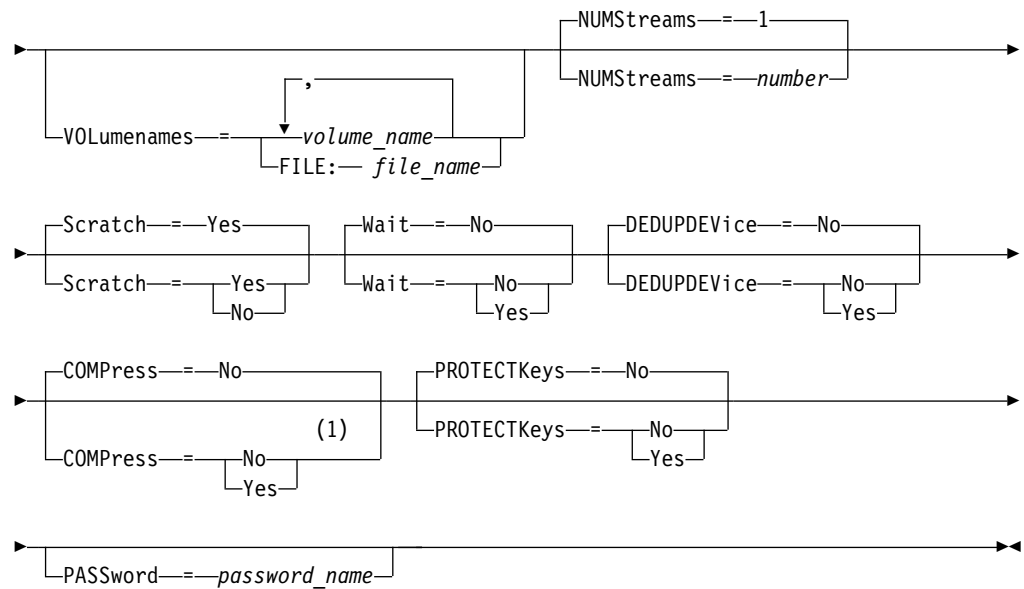 NUMStreams = 1
NUMStreams = number
,
VOLumenames = volume_name
FILE: file_name
Scratch = Yes
Wait = No
DEDUPDEVice = No
Scratch = Yes
No
Wait = No
Yes
DEDUPDEVice = No
Yes
COMPress = No
PROTECTKeys = No
(1)
COMPress = No
Yes
PROTECTKeys = No
Yes
PASSword = password_name